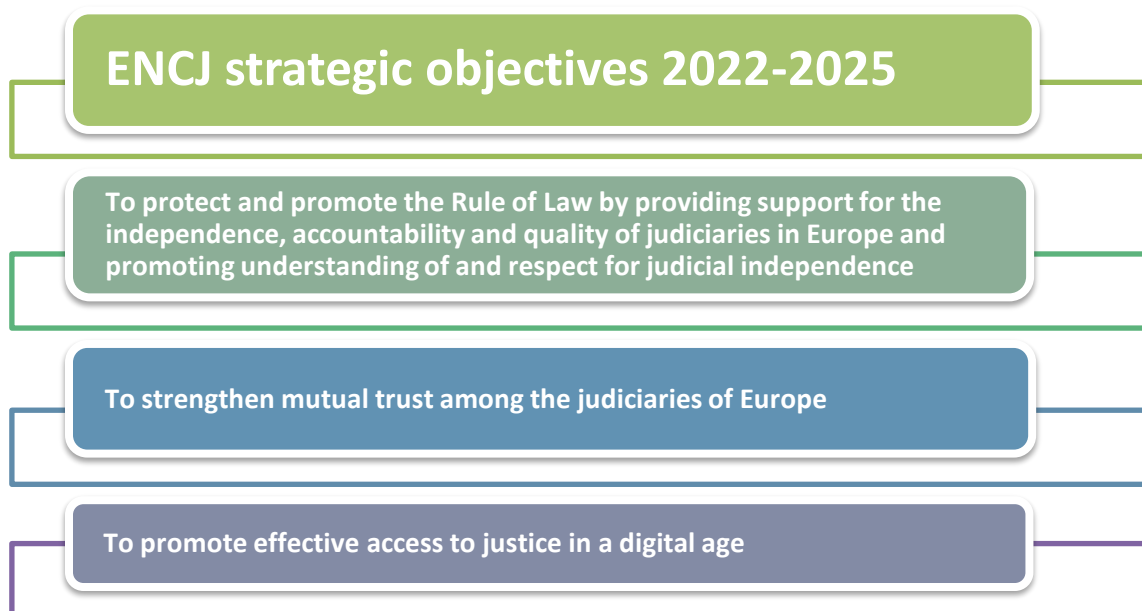 ENCJ strategic objectives 2022-2025
To protect and promote the Rule of Law by providing support for the
independence, accountability and quality of judiciaries in Europe and
promoting understanding of and respect for judicial independence
To strengthen mutual trust among the judiciaries of Europe
To promote effective access to justice in a digital age